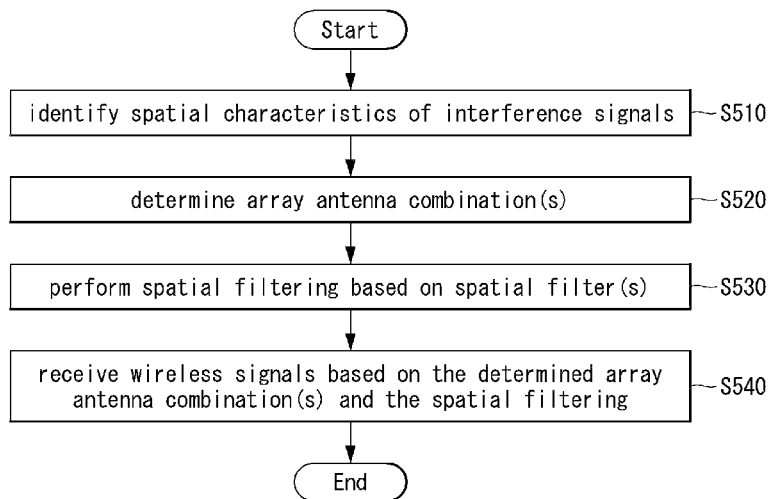 Start
identify spatial characteristics of interference signals
S510
determine array antenna combination(s)
S520
perform spatial filtering based on spatial filter(s)
S530
receive wireless signals based on the determined array
antenna combination(s) and the spatial filtering
S540
End